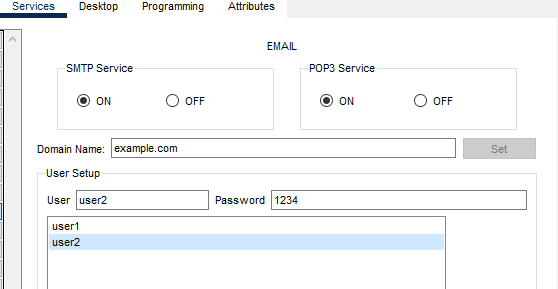 Services Desktop Programming Attributes
EMAIL
SMTP Service POP3 Service
ON OFF ON OFF
Domain Name: example.com Set
User Setup
User user2 Password 1234
user1
user2